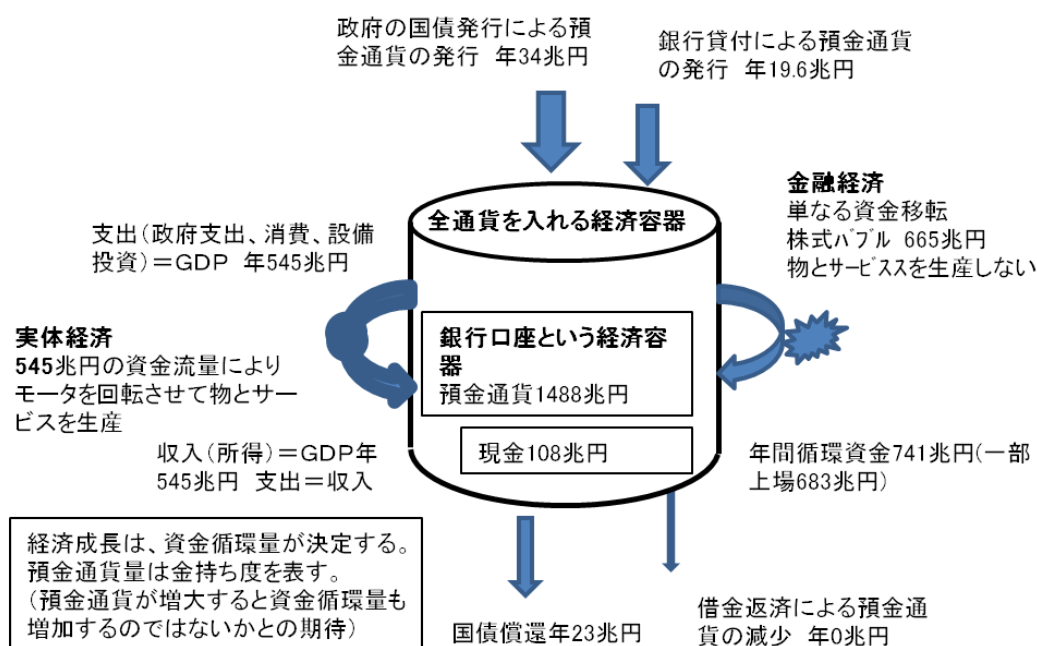 政府の国債発行による預
金通貨の発行 年34兆円
銀行貸付による預金通貨
の発行 年19.6兆円
全通貨を入れる経済容器
支出(政府支出、消費、設備
投資)=GDP 年545兆円
金融経済
単なる資金移転
株式バブル 665兆円
物とサービススを生産しない
実体経済
545兆円の資金流量により
モータを回転させて物とサー
ビスを生産
銀行口座という経済容
器
預金通貨1488兆円
現金108兆円
収入(所得)=GDP年
545兆円 支出=収入
年間循環資金741兆円(一部
上場683兆円)
経済成長は、資金循環量が決定する。
預金通貨量は金持ち度を表す。
(預金通貨が増大すると資金循環量も
増加するのではないかとの期待)
国債償還年23兆円
借金返済による預金通
貨の減少 年0兆円